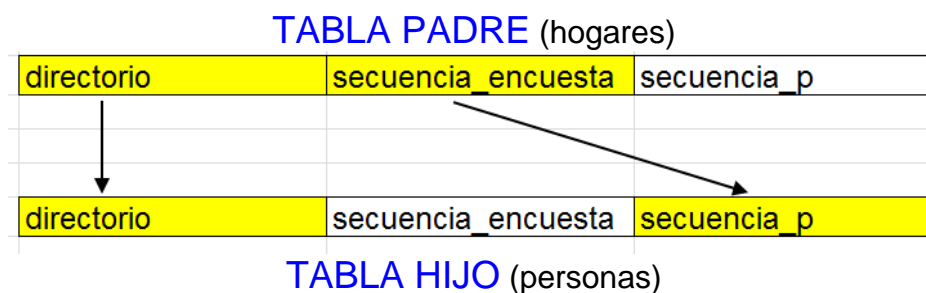 TABLA PADRE (hogares)
directorio secuencia_encuesta secuencia_p
directorio secuencia_encuesta secuencia_p
TABLA HIJO (personas)